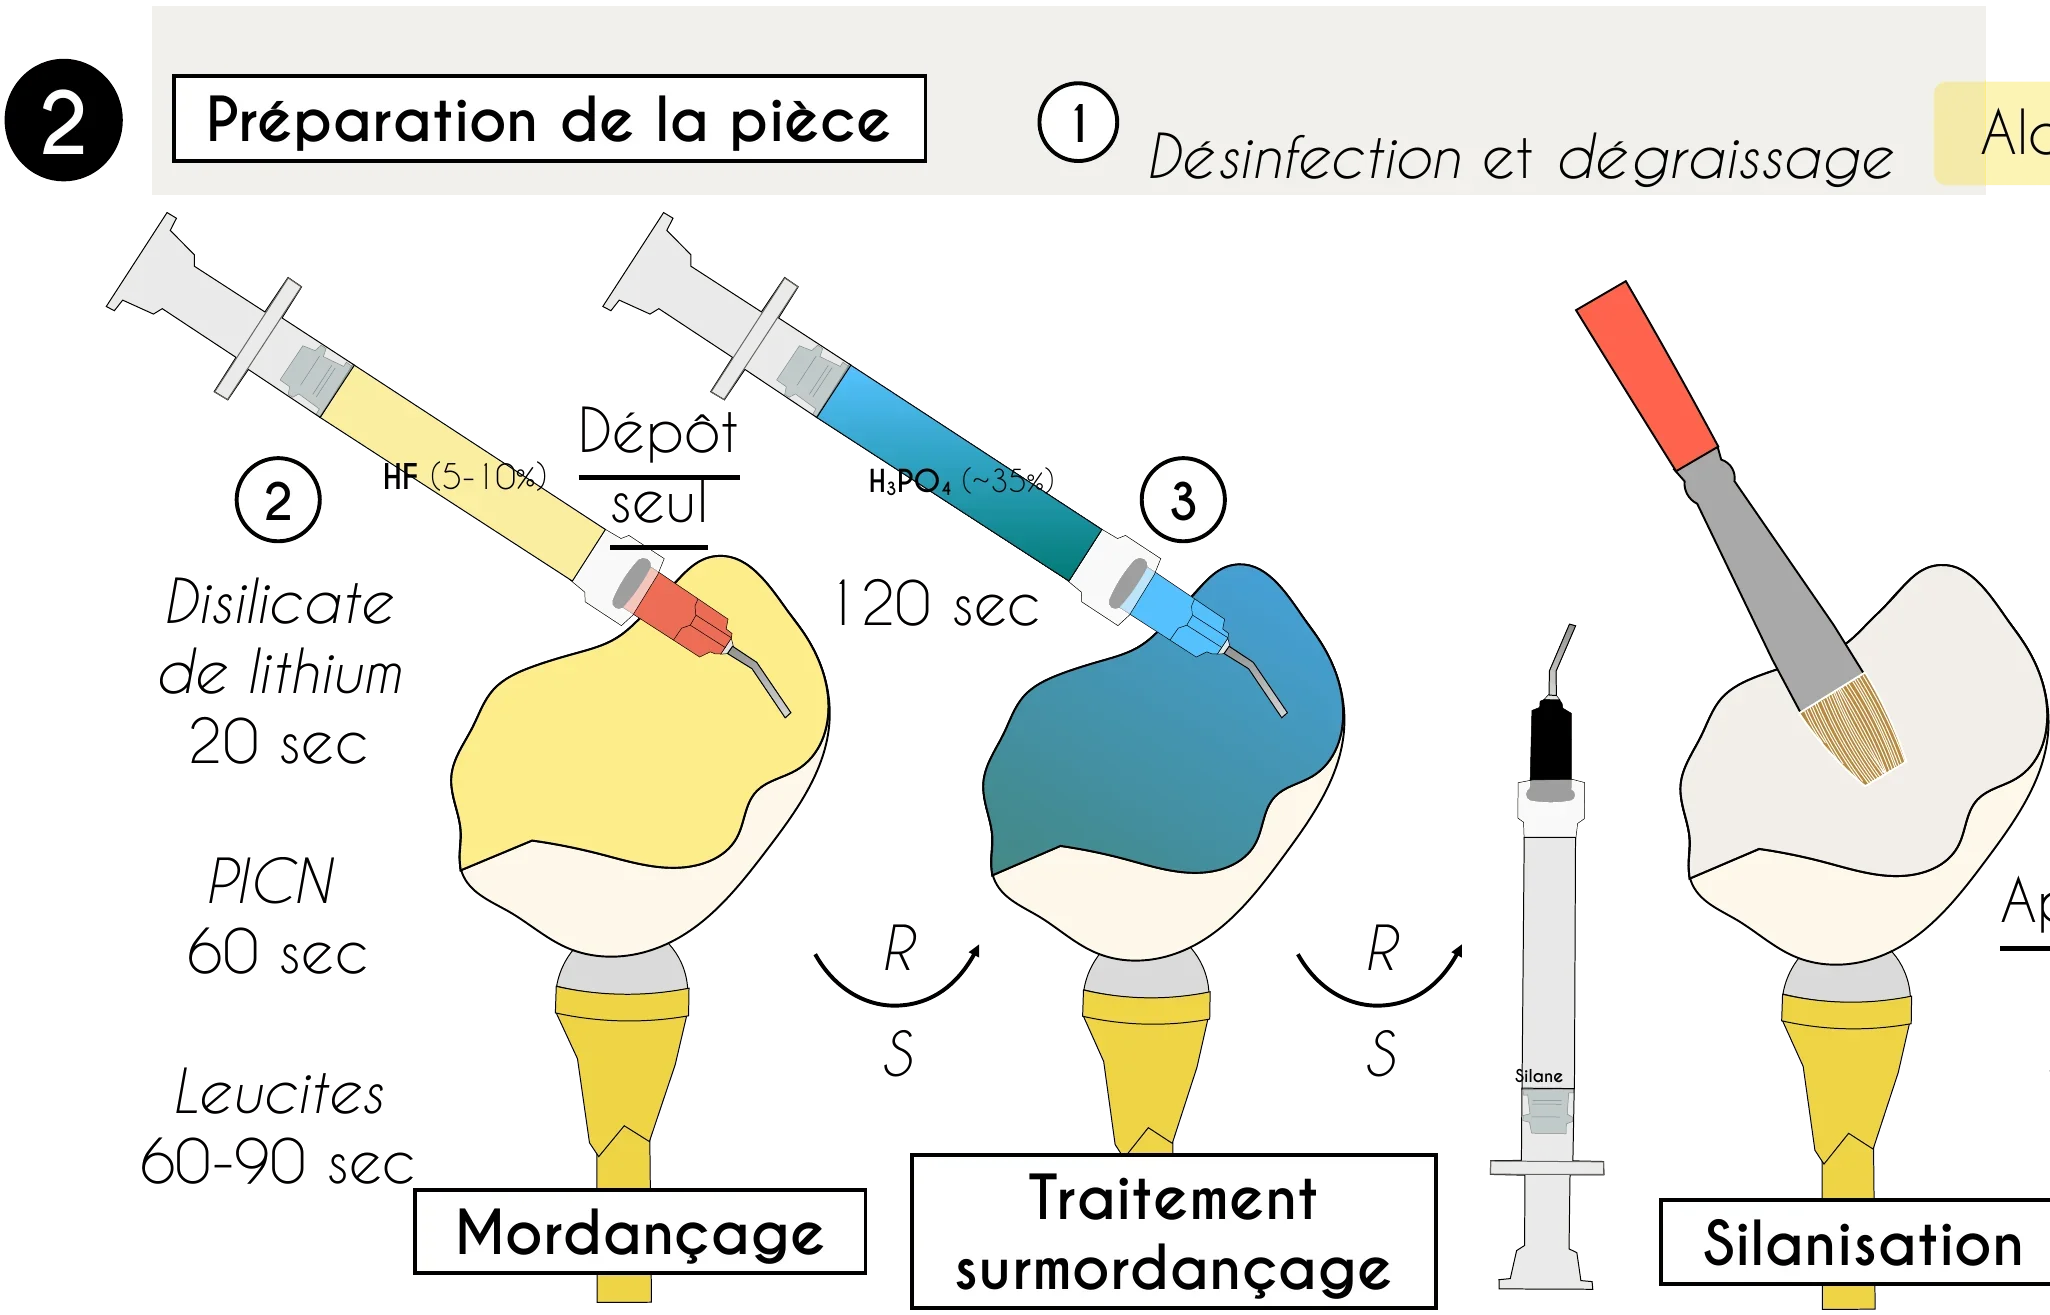 2
Préparation de la pièce
1
Désinfection et dégraissage
2
HF (5-10%)
Dépôt
seul
H₃PO₄ (~35%)
3
Disilicate
de lithium
20 sec
120 sec
PICN
60 sec
R
S
R
S
Silane
Leucites
60-90 sec
Mordançage
Traitement
surmordançage
Silanisation